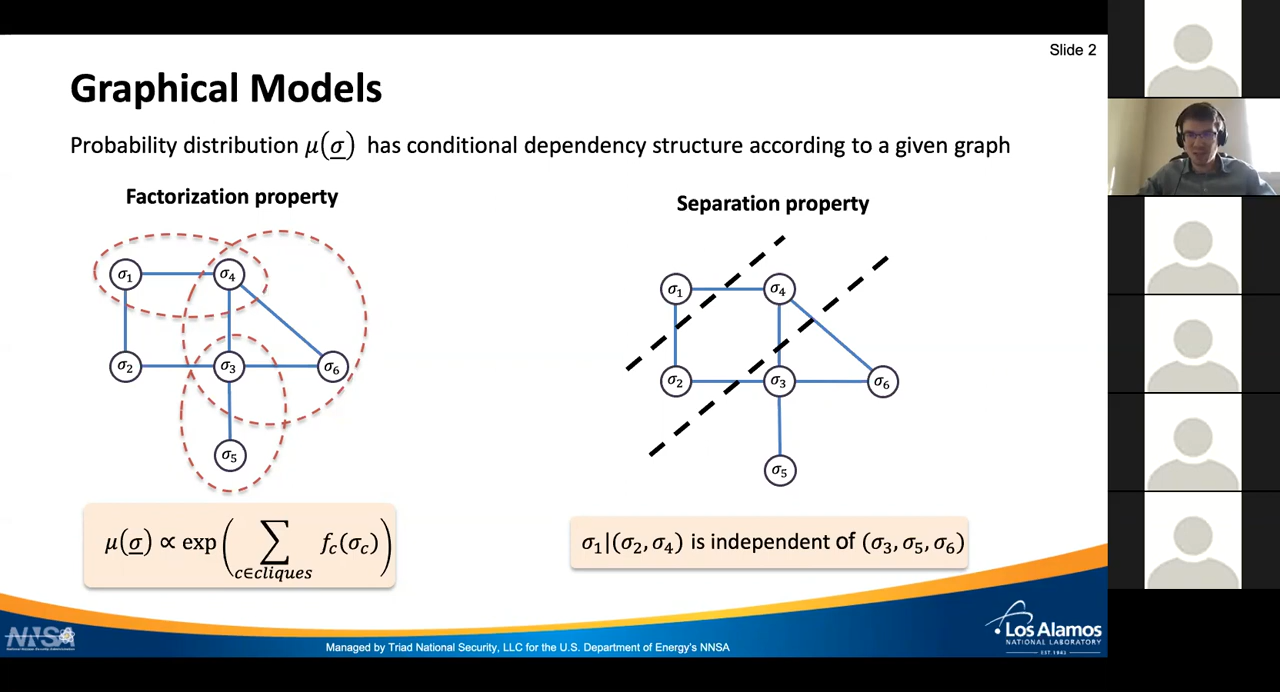 Slide 2
Graphical Models
Probability distribution μ(σ̲) has conditional dependency structure according to a given graph
Factorization property
σ₁
σ₄
σ₂
σ₃
σ₆
σ₅
μ(σ̲) ∝ exp( ∑ f_c(σ_c) )
c∈cliques
Separation property
σ₁
σ₄
σ₂
σ₃
σ₆
σ₅
σ₁|(σ₂, σ₄) is independent of (σ₃, σ₅, σ₆)
NNSA
Managed by Triad National Security, LLC for the U.S. Department of Energy's NNSA
Los Alamos
NATIONAL LABORATORY
EST. 1943